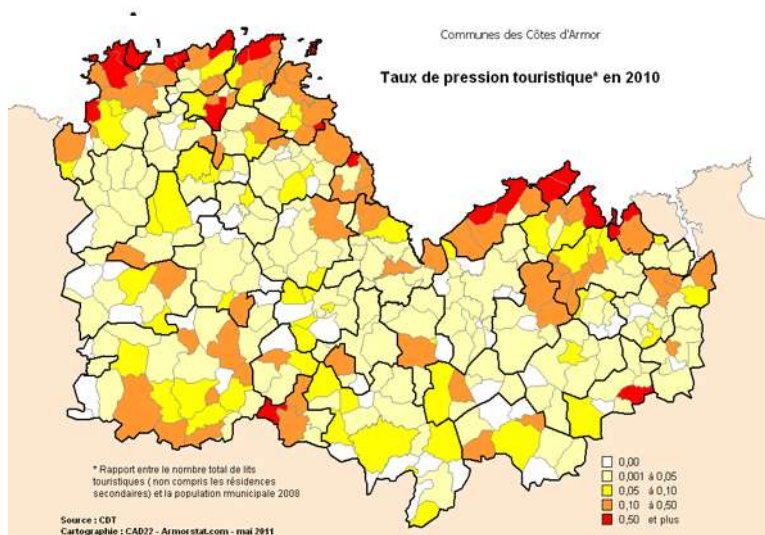 Communes des Côtes d'Armor
Taux de pression touristique* en 2010
* Rapport entre le nombre total de lits
touristiques ( non compris les résidences
secondaires) et la population municipale 2008
0,00
0,001 à 0,05
0,05 à 0,10
0,10 à 0,50
0,50 et plus
Source : CDT
Cartographie : CAD22 - Armorstat.com - mai 2011